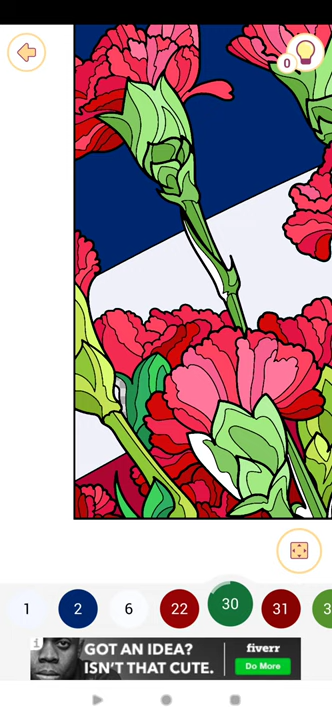 0
1 2 6 22 30 31 3
i
GOT AN IDEA?
ISN'T THAT CUTE.
fiverr
Do More